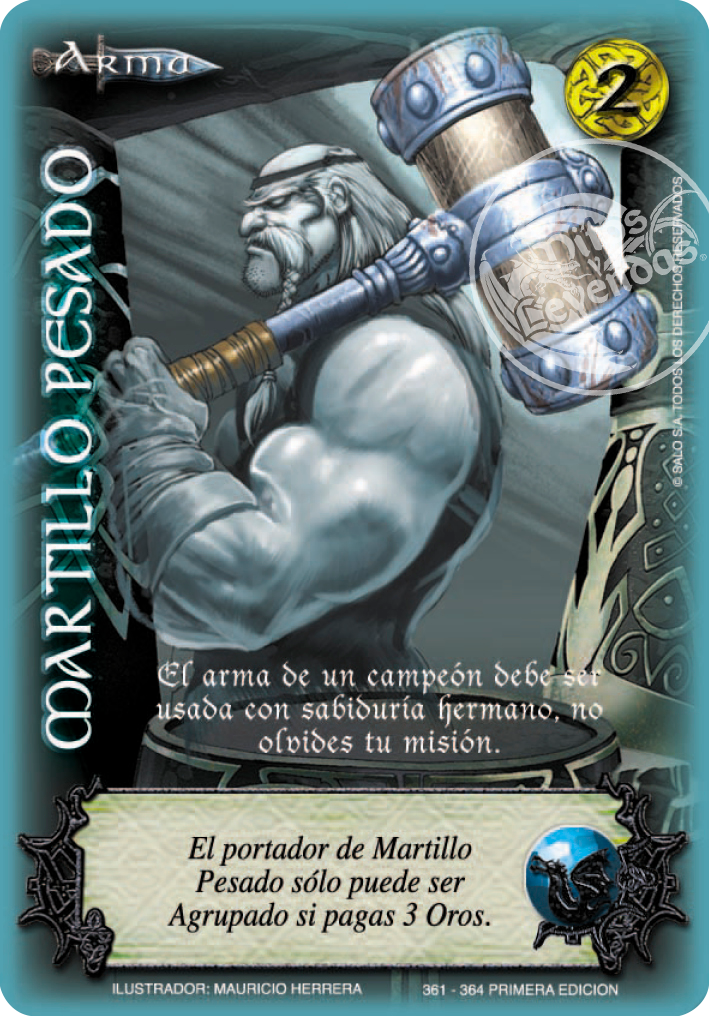 Arma
2
MARTILLO PESADO
Mitos
y
Leyendas®
© SALO S.A. TODOS LOS DERECHOS RESERVADOS
El arma de un campeón debe ser
usada con sabiduría hermano, no
olvides tu misión.
El portador de Martillo
Pesado sólo puede ser
Agrupado si pagas 3 Oros.
ILUSTRADOR: MAURICIO HERRERA
361 - 364 PRIMERA EDICION